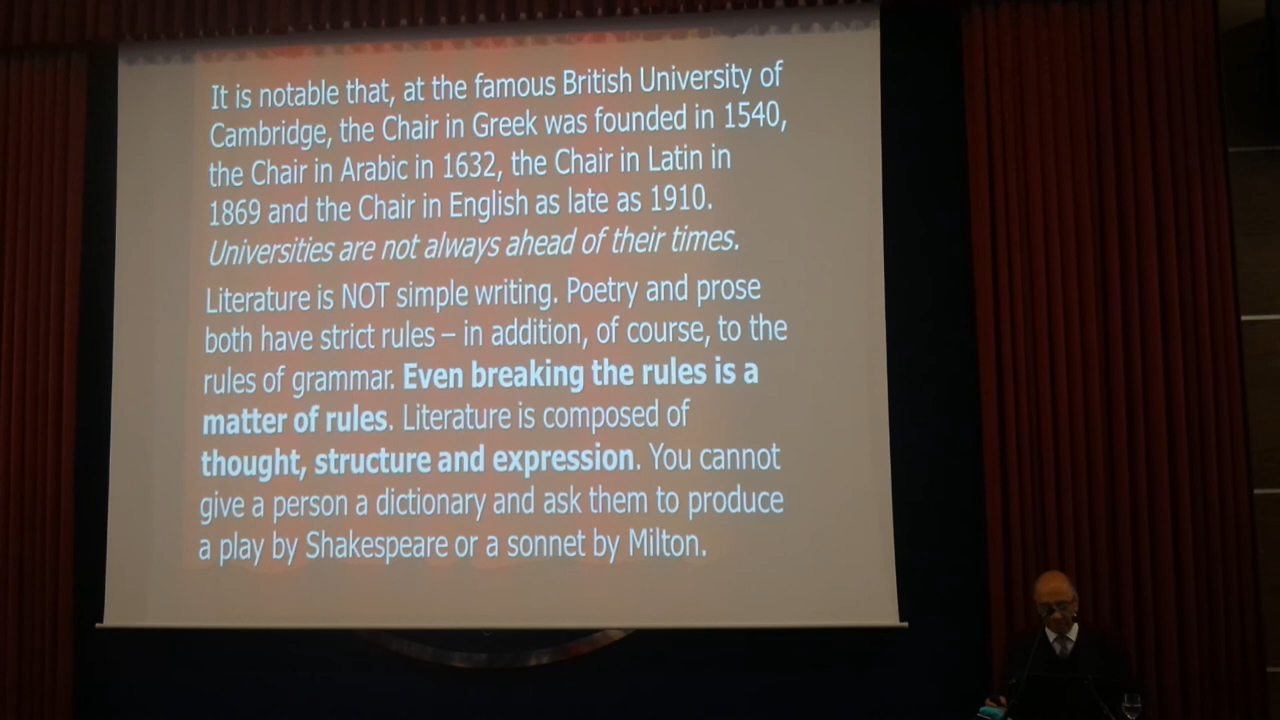 It is notable that, at the famous British University of
Cambridge, the Chair in Greek was founded in 1540,
the Chair in Arabic in 1632, the Chair in Latin in
1869 and the Chair in English as late as 1910.
Universities are not always ahead of their times.
Literature is NOT simple writing. Poetry and prose
both have strict rules – in addition, of course, to the
rules of grammar. Even breaking the rules is a
matter of rules. Literature is composed of
thought, structure and expression. You cannot
give a person a dictionary and ask them to produce
a play by Shakespeare or a sonnet by Milton.